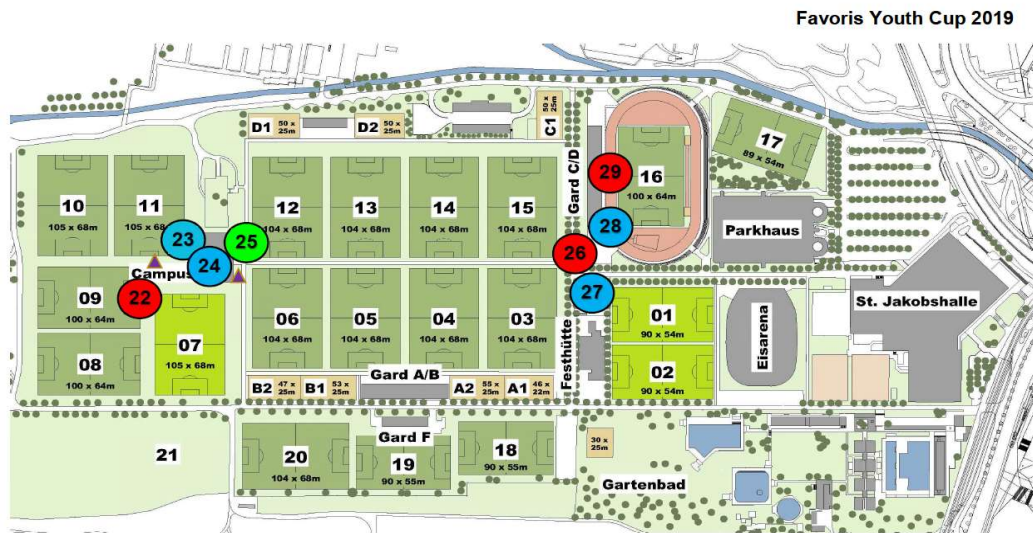 Favoris Youth Cup 2019
D1 50 x 25m
D2 50 x 25m
C1 50 x 25m
Gard C/D
17
89 x 54m
29
16
100 x 64m
10
105 x 68m
11
105 x 68
12
104 x 68m
13
104 x 68m
14
104 x 68m
15
104 x 68m
28
Parkhaus
23
25
24
26
Campus
22
27
09
100 x 64m
07
105 x 68m
06
104 x 68m
05
104 x 68m
04
104 x 68m
03
104 x 68m
01
90 x 54m
St. Jakobshalle
Eisarena
Festhütte
08
100 x 64m
02
90 x 54m
Gard A/B
B2 47 x 25m
B1 53 x 25m
A2 55 x 25m
A1 46 x 22m
Gard F
21
20
104 x 68m
19
90 x 55m
18
90 x 55m
30 x 25m
Gartenbad